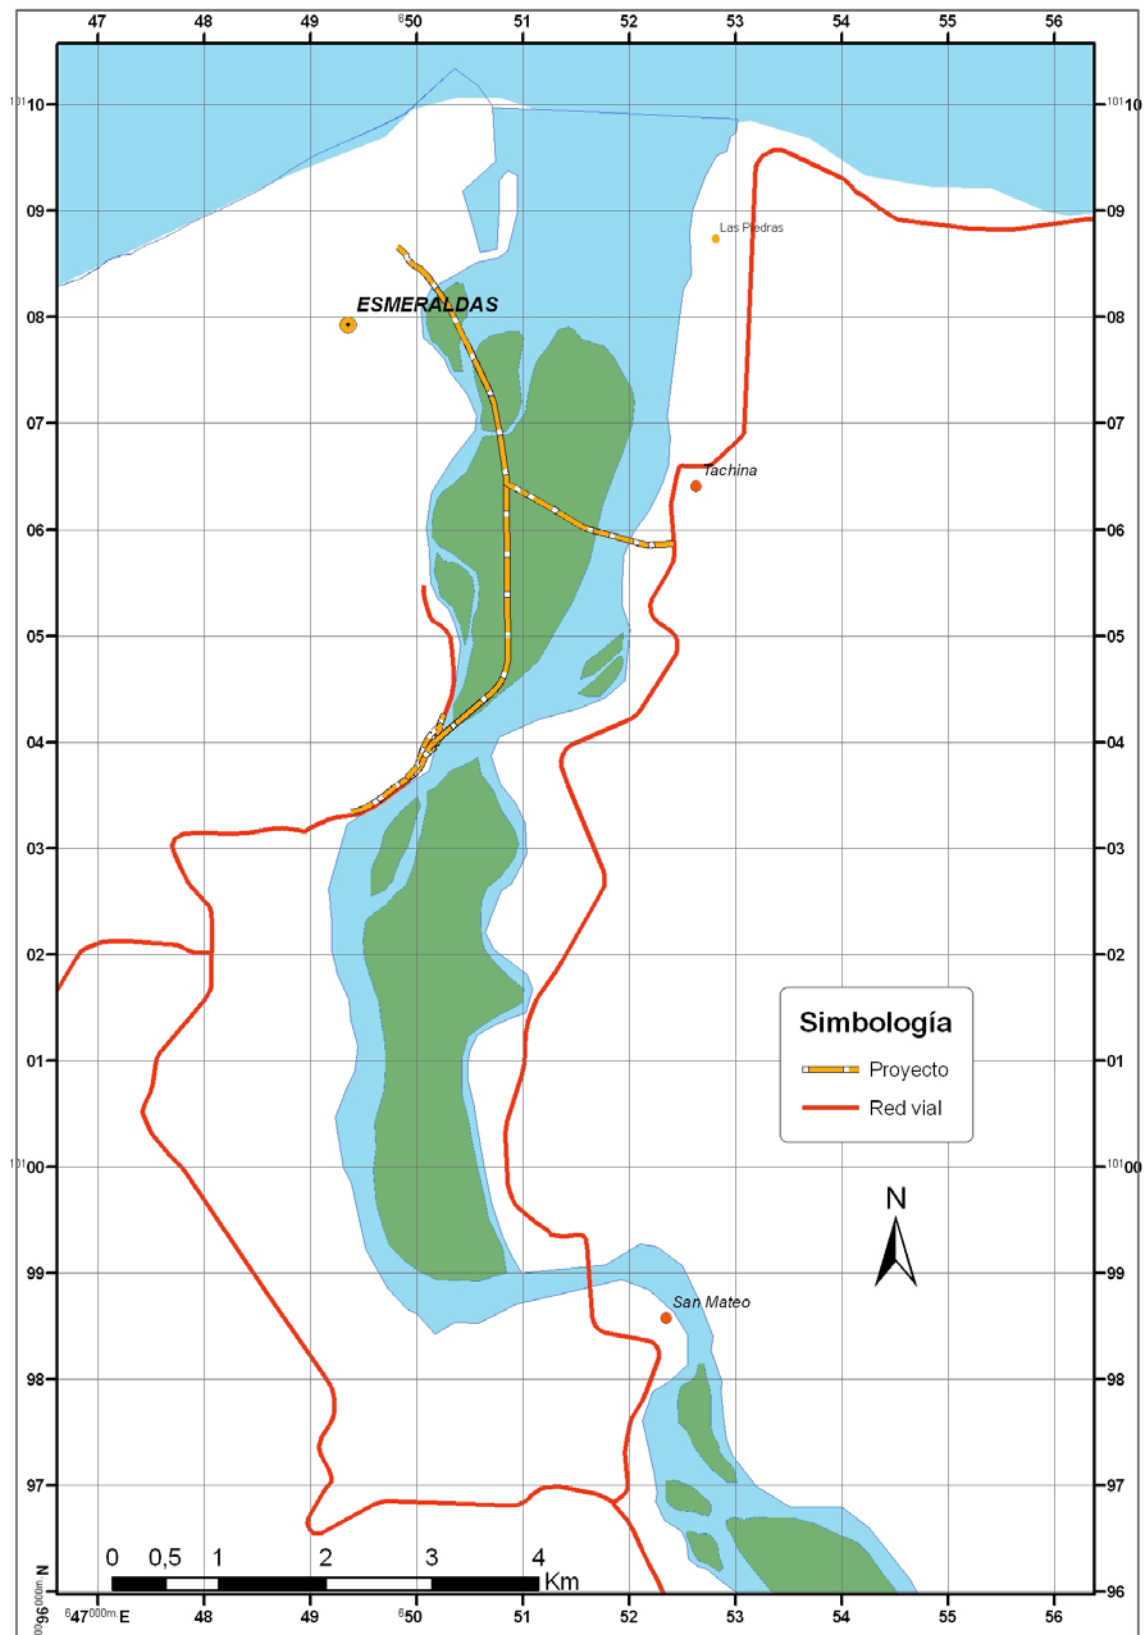 47 48 49 ⁶50 51 52 53 54 55 56
¹⁰¹10 ¹⁰¹10
09 09
Las Piedras
ESMERALDAS
08 08
07 07
Tachina
06 06
05 05
04 04
03 03
02 02
Simbología
Proyecto
Red vial
01 01
¹⁰¹00 ¹⁰¹00
N
99 99
San Mateo
98 98
97 97
0 0,5 1 2 3 4
Km
96⁰⁰⁰ᵐ·N 96
⁶47⁰⁰⁰ᵐ·E 48 49 ⁶50 51 52 53 54 55 56